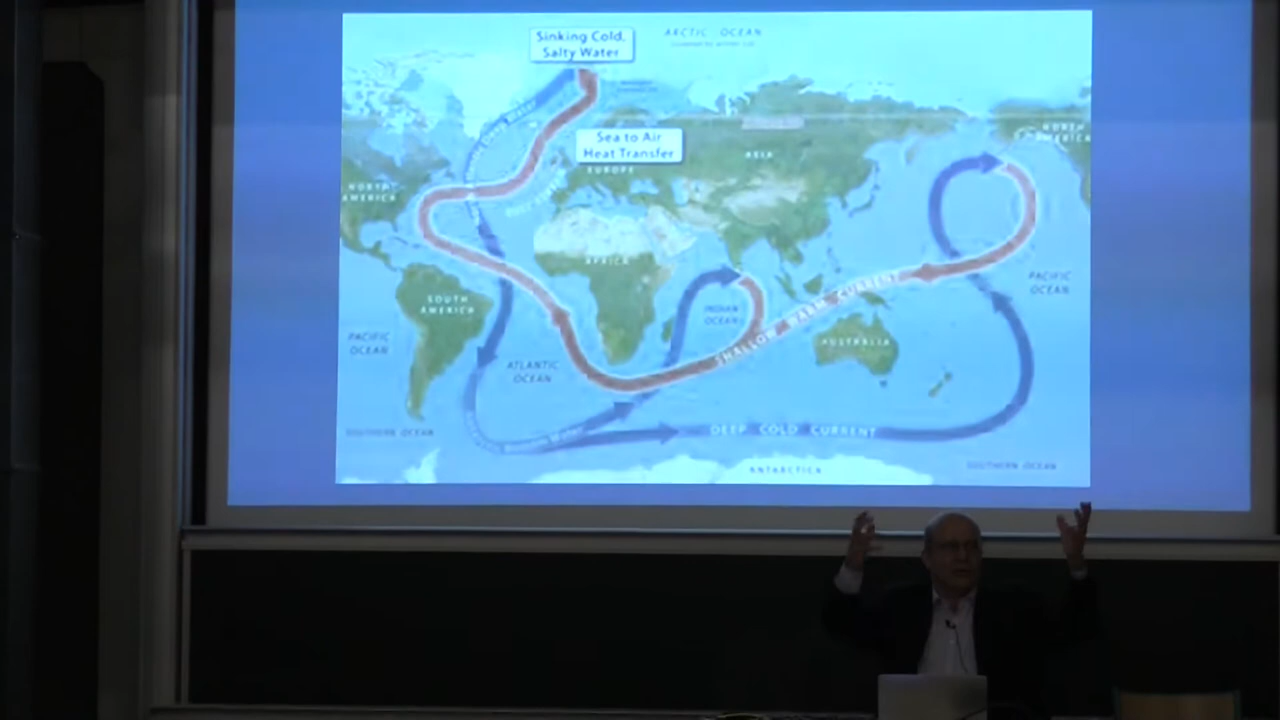 Sinking Cold,
Salty Water
ARCTIC OCEAN
Sea to Air
Heat Transfer
EUROPE
ASIA
NORTH
AMERICA
NORTH
AMERICA
AFRICA
SOUTH
AMERICA
INDIAN
OCEAN
PACIFIC
OCEAN
PACIFIC
OCEAN
ATLANTIC
OCEAN
AUSTRALIA
SHALLOW WARM CURRENT
DEEP COLD CURRENT
SOUTHERN OCEAN
SOUTHERN OCEAN
ANTARCTICA